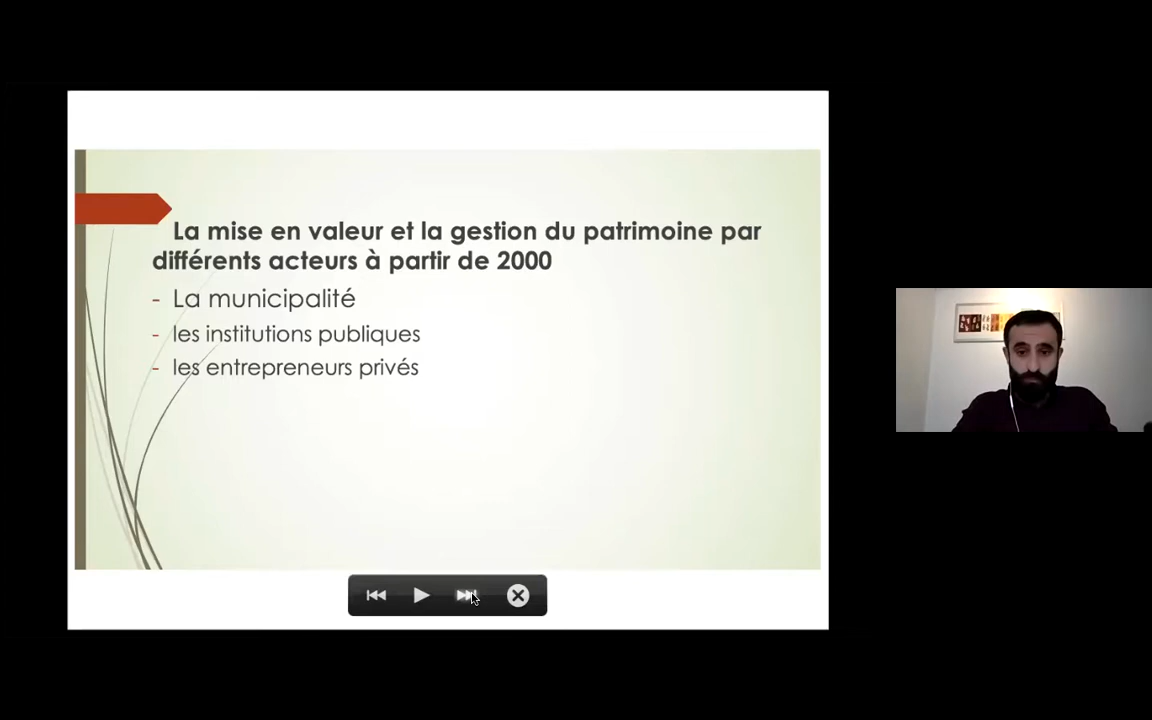 La mise en valeur et la gestion du patrimoine par
différents acteurs à partir de 2000
- La municipalité
- les institutions publiques
- les entrepreneurs privés